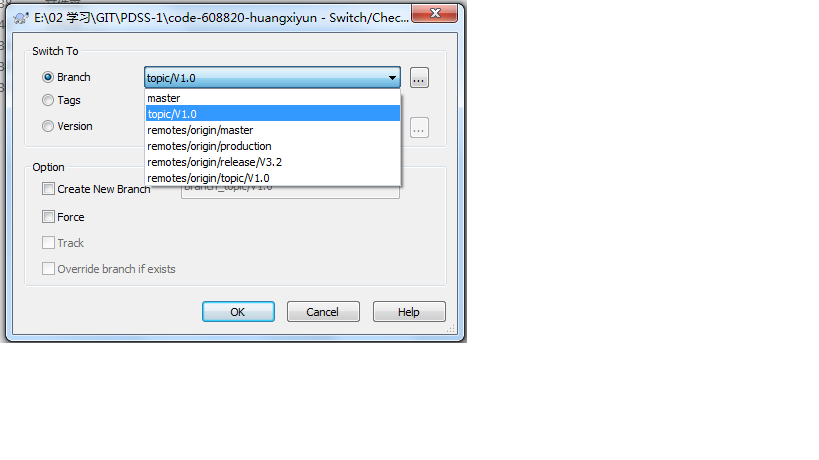 E:\02 学习\GIT\PDSS-1\code-608820-huangxiyun - Switch/Chec...
Switch To
Branch
topic/V1.0
...
master
Tags
topic/V1.0
Version
remotes/origin/master
...
remotes/origin/production
remotes/origin/release/V3.2
Option
remotes/origin/topic/V1.0
Create New Branch
branch_topic/V1.0
Force
Track
Override branch if exists
OK
Cancel
Help